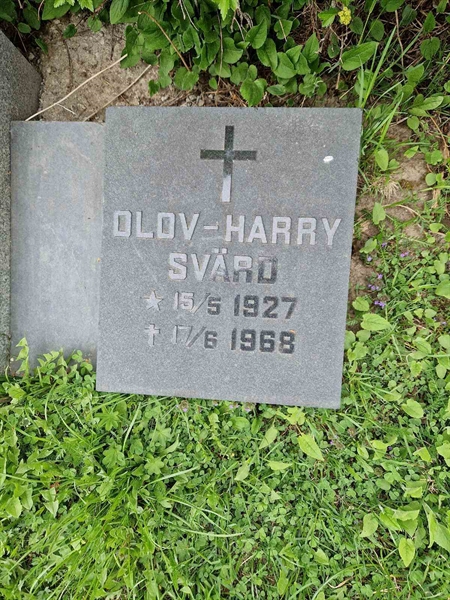 OLOV-HARRY
SVÄRD
★ 15/5 1927
✝ 17/6 1968